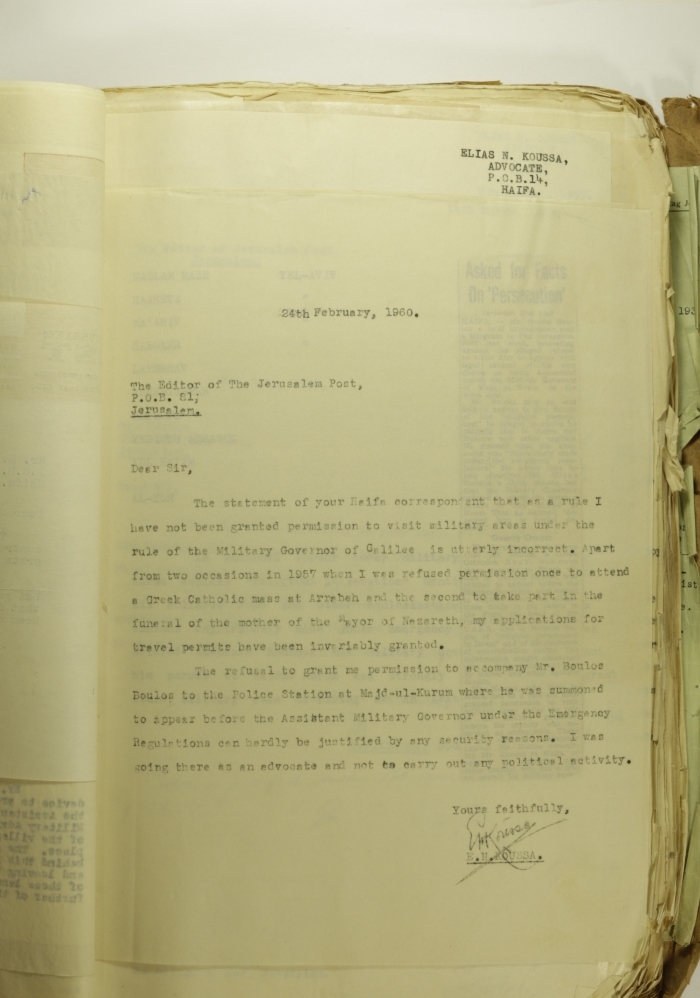 ELIAS N. KOUSSA,
ADVOCATE,
P.O.B.14,
HAIFA.
Asked for Facts
On 'Persecution'
24th February, 1960.
The Editor of The Jerusalem Post,
P.O.B. 81;
Jerusalem.
Dear Sir,
The statement of your Haifa correspondent that as a rule I
have not been granted permission to visit military areas under the
rule of the Military Governor of Galilee is utterly incorrect. Apart
from two occasions in 1957 when I was refused permission once to attend
a Greek Catholic mass at Arrabeh and the second to take part in the
funeral of the mother of the Mayor of Nazareth, my applications for
travel permits have been invariably granted.
The refusal to grant me permission to accompany Mr. Boulos
Boulos to the Police Station at Majd-ul-Kurum where he was summoned
to appear before the Assistant Military Governor under the Emergency
Regulations can hardly be justified by any security reasons. I was
going there as an advocate and not to carry out any political activity.
Yours faithfully,
E.N.Koussa
E.N.KOUSSA.
193